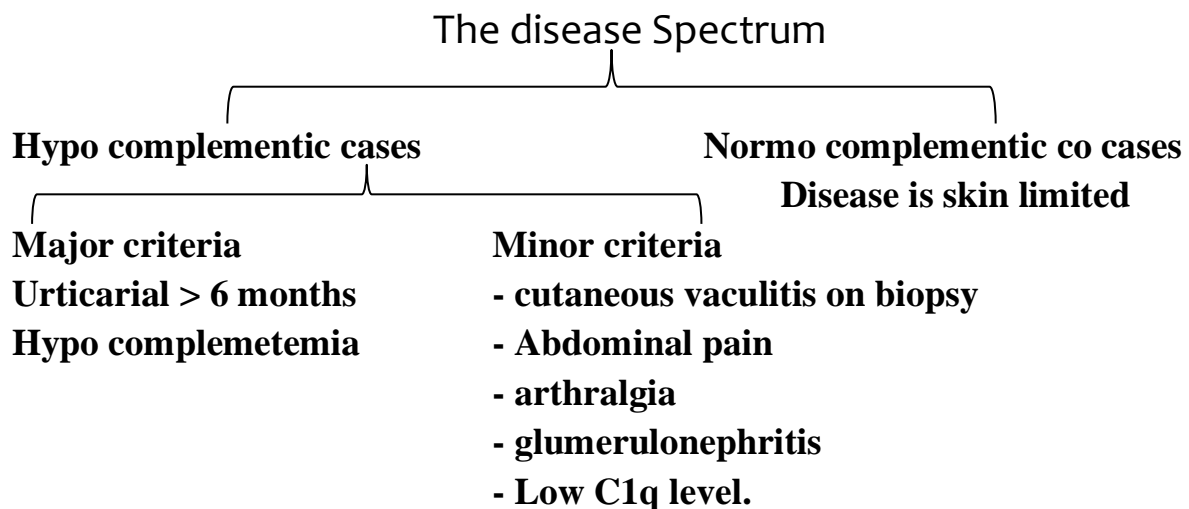 The disease Spectrum
Hypo complementic cases
Normo complementic co cases
Disease is skin limited
Major criteria
Urticarial > 6 months
Hypo complemetemia
Minor criteria
- cutaneous vaculitis on biopsy
- Abdominal pain
- arthralgia
- glumerulonephritis
- Low C1q level.